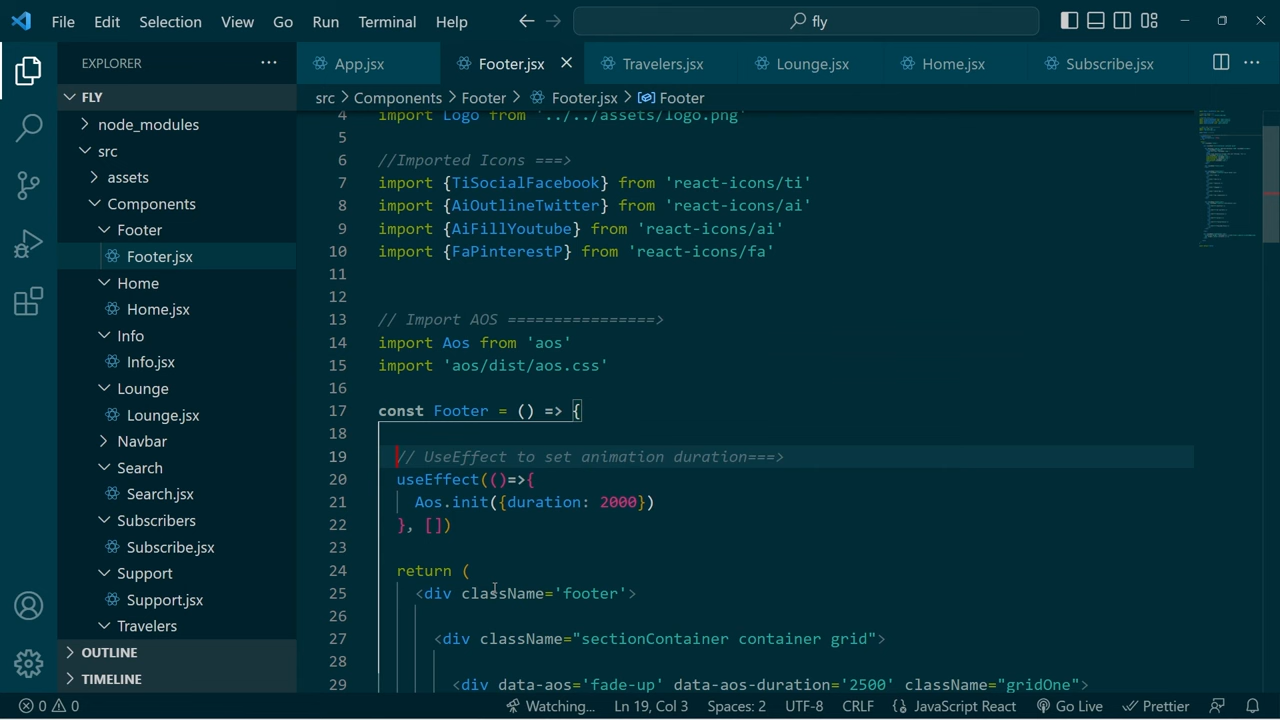 File Edit Selection View Go Run Terminal Help
fly
EXPLORER
App.jsx
Footer.jsx
Travelers.jsx
Lounge.jsx
Home.jsx
Subscribe.jsx
FLY
node_modules
src
assets
Components
Footer
Footer.jsx
Home
Home.jsx
Info
Info.jsx
Lounge
Lounge.jsx
Navbar
Search
Search.jsx
Subscribers
Subscribe.jsx
Support
Support.jsx
Travelers
OUTLINE
TIMELINE
src > Components > Footer > Footer.jsx > Footer
4 import Logo from '../../assets/logo.png'
5
6 //Imported Icons ===>
7 import {TiSocialFacebook} from 'react-icons/ti'
8 import {AiOutlineTwitter} from 'react-icons/ai'
9 import {AiFillYoutube} from 'react-icons/ai'
10 import {FaPinterestP} from 'react-icons/fa'
11
12
13 // Import AOS ================>
14 import Aos from 'aos'
15 import 'aos/dist/aos.css'
16
17 const Footer = () => {
18
19 // UseEffect to set animation duration===>
20 useEffect(()=>{
21 Aos.init({duration: 2000})
22 }, [])
23
24 return (
25 <div className='footer'>
26
27 <div className="sectionContainer container grid">
28
29 <div data-aos='fade-up' data-aos-duration='2500' className="gridOne">
0 0 Watching... Ln 19, Col 3 Spaces: 2 UTF-8 CRLF JavaScript React Go Live Prettier